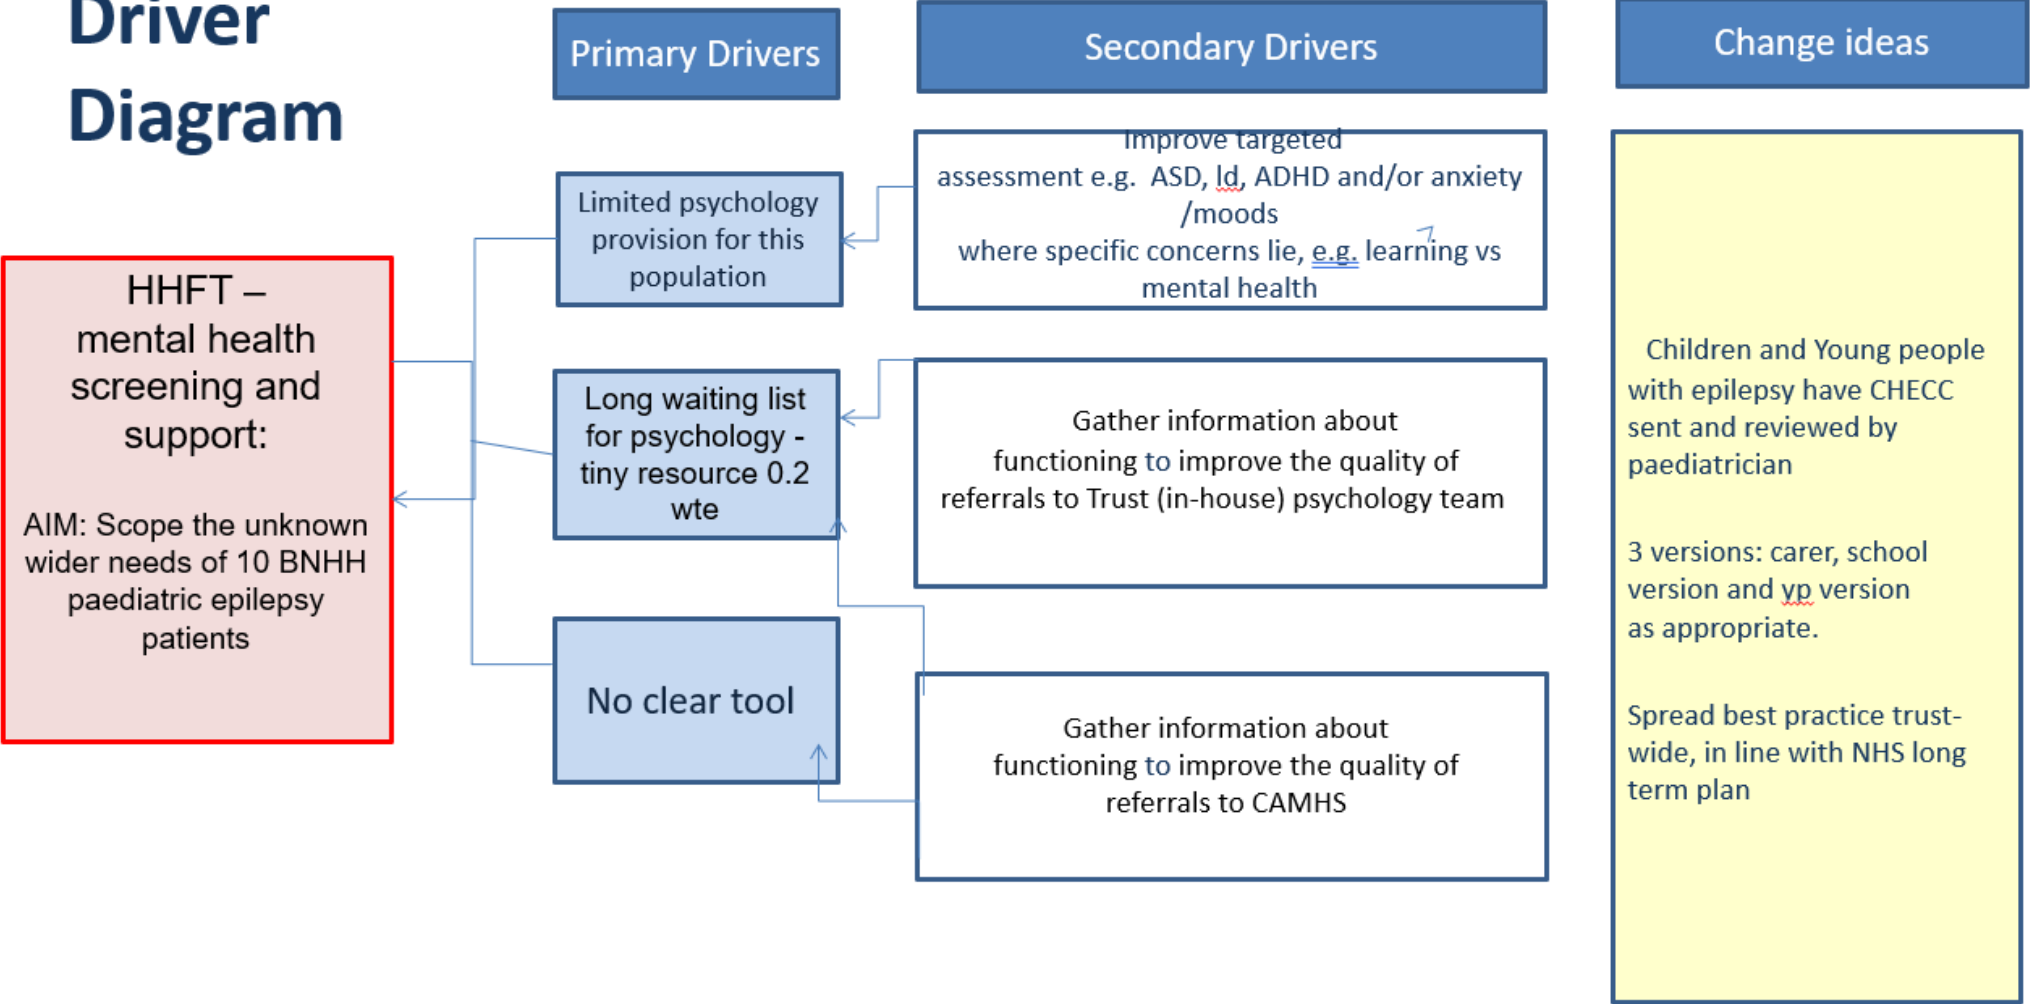 Driver
Diagram
Primary Drivers
Secondary Drivers
Change ideas
HHFT –
mental health
screening and
support:
AIM: Scope the unknown
wider needs of 10 BNHH
paediatric epilepsy
patients
Limited psychology
provision for this
population
Long waiting list
for psychology -
tiny resource 0.2
wte
No clear tool
Improve targeted
assessment e.g. ASD, ld, ADHD and/or anxiety
/moods
where specific concerns lie, e.g. learning vs
mental health
Gather information about
functioning to improve the quality of
referrals to Trust (in-house) psychology team
Gather information about
functioning to improve the quality of
referrals to CAMHS
Children and Young people
with epilepsy have CHECC
sent and reviewed by
paediatrician
3 versions: carer, school
version and yp version
as appropriate.
Spread best practice trust-
wide, in line with NHS long
term plan